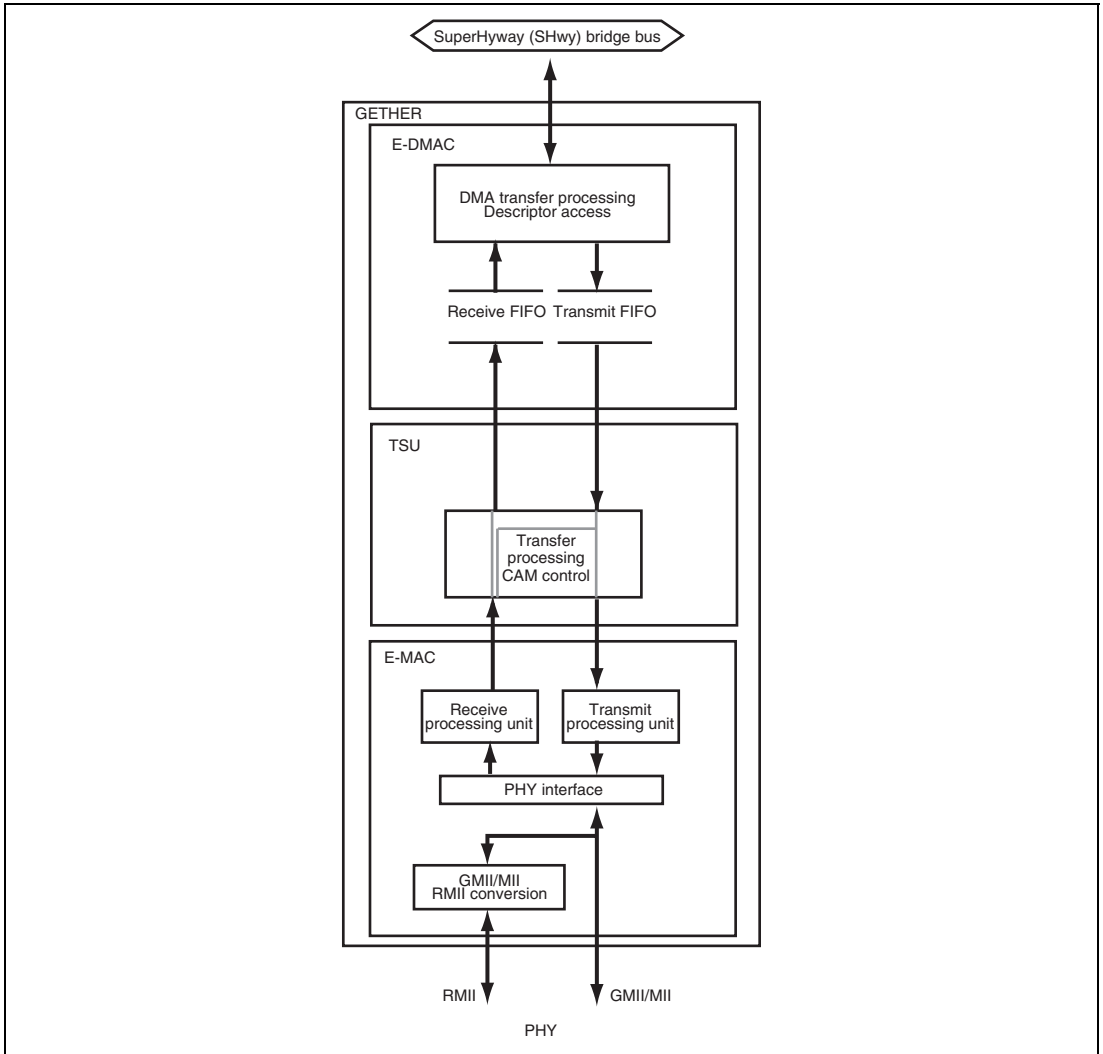 SuperHyway (SHwy) bridge bus
GETHER
E-DMAC
DMA transfer processing
Descriptor access
Receive FIFO
Transmit FIFO
TSU
Transfer
processing
CAM control
E-MAC
Receive
processing unit
Transmit
processing unit
PHY interface
GMII/MII
RMII conversion
RMII
GMII/MII
PHY